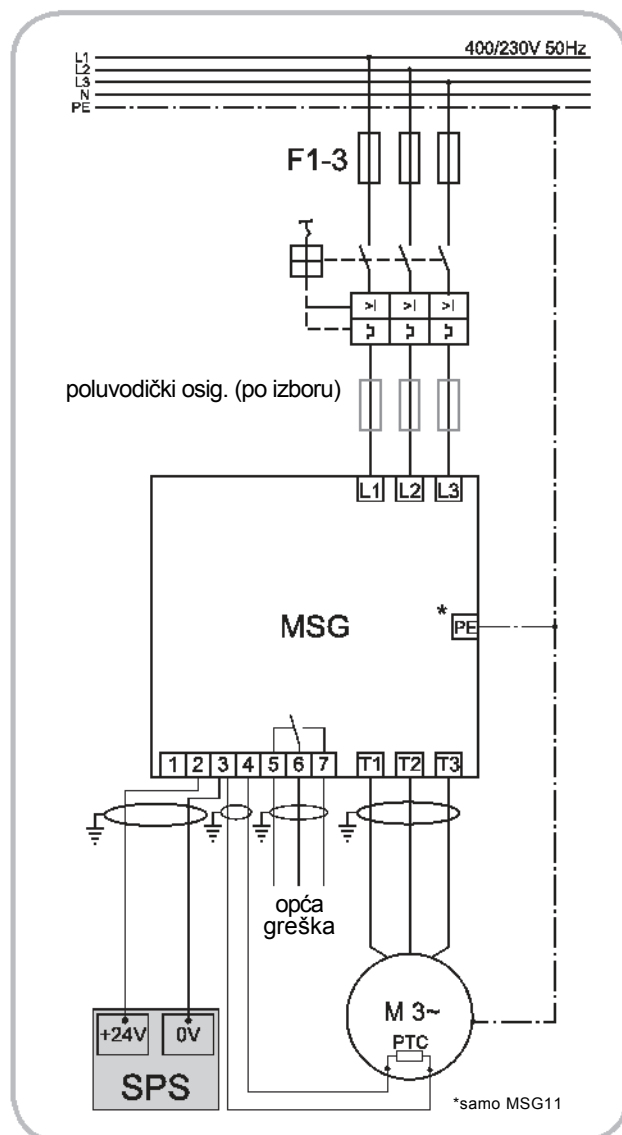 400/230V 50Hz
L1
L2
L3
N
PE
F1-3
>I >I >I
poluvodički osig. (po izboru)
L1 L2 L3
* PE
MSG
1 2 3 4 5 6 7 T1 T2 T3
opća
greška
M 3~
PTC
+24V 0V
SPS
*samo MSG11